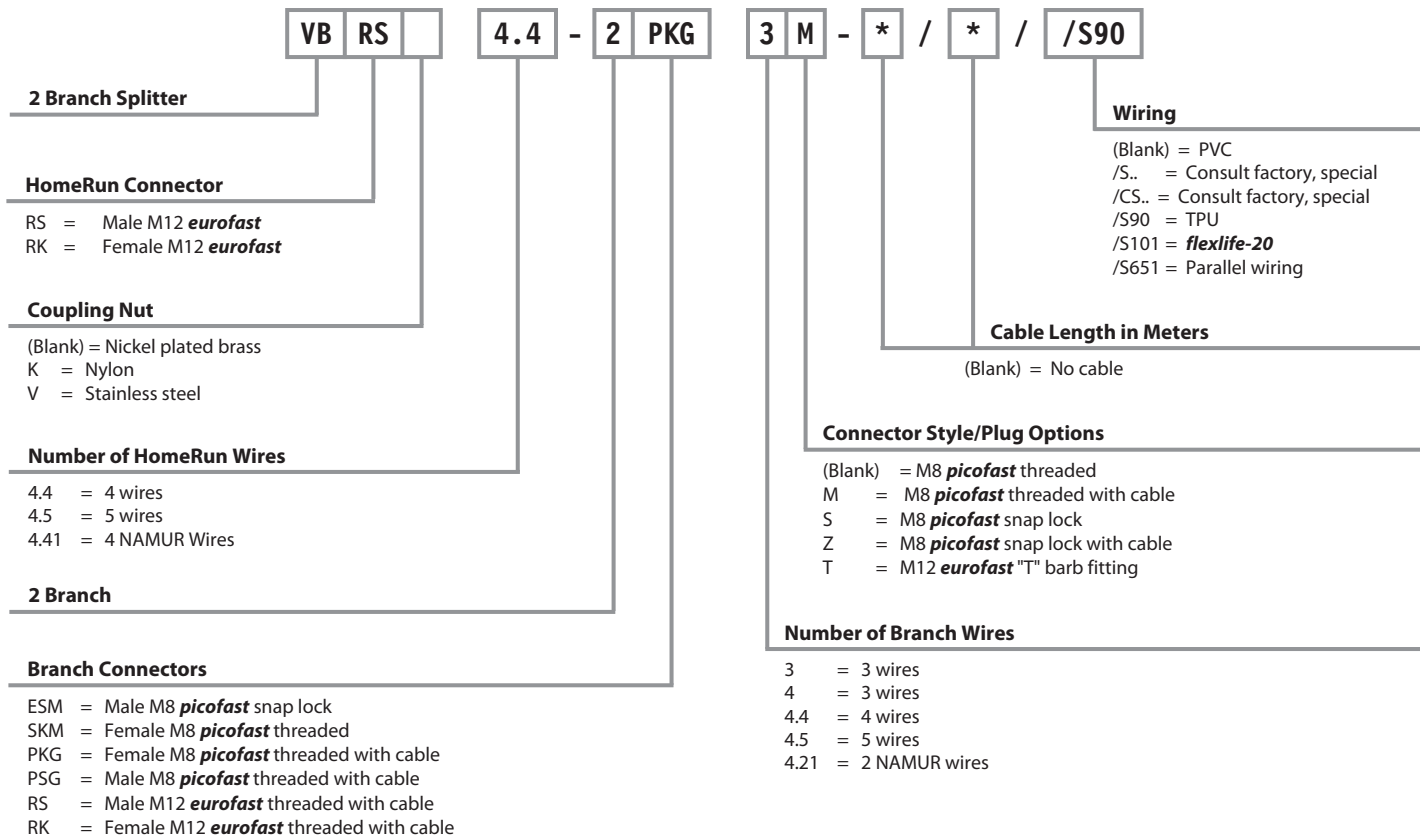 VB RS 4.4 - 2 PKG 3 M - * / * / /S90
2 Branch Splitter
HomeRun Connector
RS = Male M12 eurofast
RK = Female M12 eurofast
Coupling Nut
(Blank) = Nickel plated brass
K = Nylon
V = Stainless steel
Number of HomeRun Wires
4.4 = 4 wires
4.5 = 5 wires
4.41 = 4 NAMUR Wires
2 Branch
Branch Connectors
ESM = Male M8 picofast snap lock
SKM = Female M8 picofast threaded
PKG = Female M8 picofast threaded with cable
PSG = Male M8 picofast threaded with cable
RS = Male M12 eurofast threaded with cable
RK = Female M12 eurofast threaded with cable
Wiring
(Blank) = PVC
/S.. = Consult factory, special
/CS.. = Consult factory, special
/S90 = TPU
/S101 = flexlife-20
/S651 = Parallel wiring
Cable Length in Meters
(Blank) = No cable
Connector Style/Plug Options
(Blank) = M8 picofast threaded
M = M8 picofast threaded with cable
S = M8 picofast snap lock
Z = M8 picofast snap lock with cable
T = M12 eurofast "T" barb fitting
Number of Branch Wires
3 = 3 wires
4 = 3 wires
4.4 = 4 wires
4.5 = 5 wires
4.21 = 2 NAMUR wires